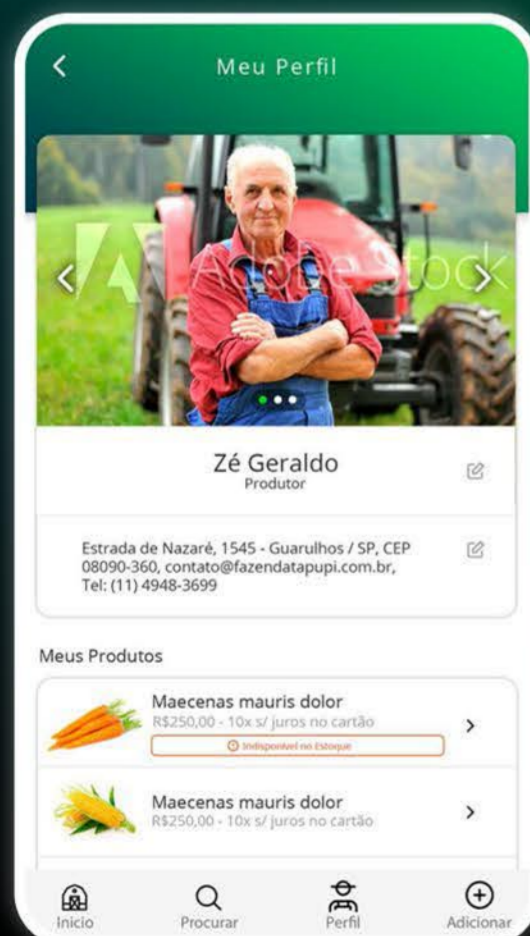 Meu Perfil
Adobe Stock
Zé Geraldo
Produtor
Estrada de Nazaré, 1545 - Guarulhos / SP, CEP
08090-360, contato@fazendatapupi.com.br,
Tel: (11) 4948-3699
Meus Produtos
Maecenas mauris dolor
R$250,00 - 10x s/ juros no cartão
Indisponível no Estoque
Maecenas mauris dolor
R$250,00 - 10x s/ juros no cartão
Inicio
Procurar
Perfil
Adicionar